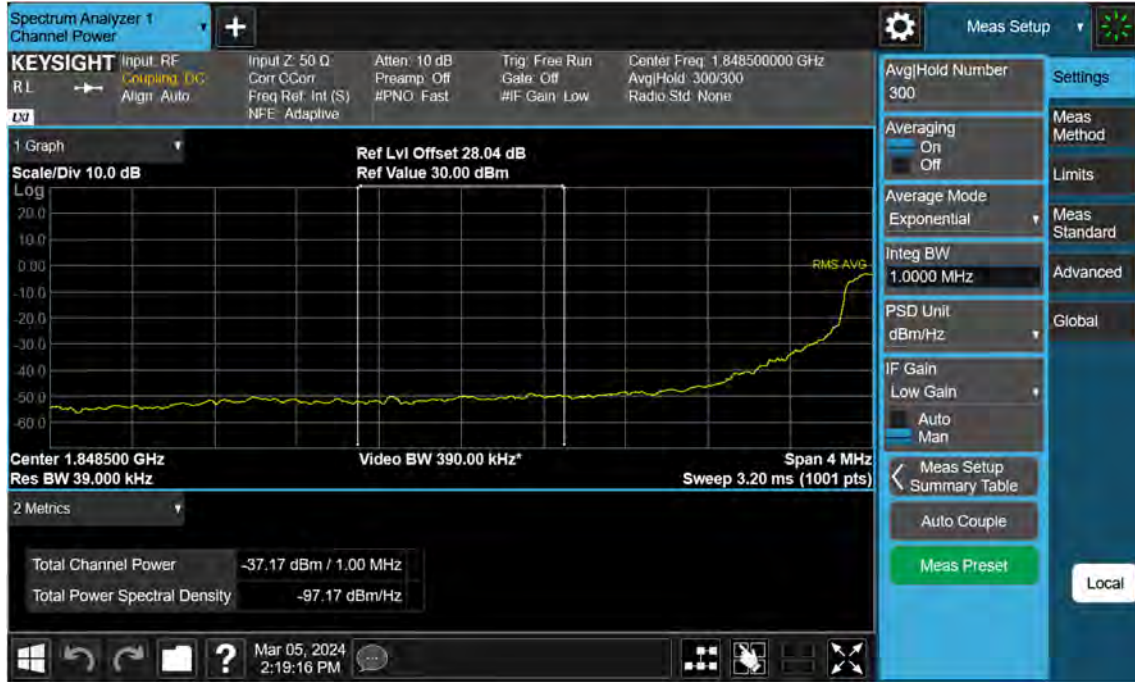 Spectrum Analyzer 1
Channel Power
+
Meas Setup
KEYSIGHT
RL
LXI
Input: RF
Coupling: DC
Align: Auto
Input Z: 50 Ω
Corr CCorr
Freq Ref: Int (S)
NFE: Adaptive
Atten: 10 dB
Preamp: Off
#PNO: Fast
Trig: Free Run
Gate: Off
#IF Gain: Low
Center Freq: 1.848500000 GHz
Avg|Hold: 300/300
Radio Std: None
1 Graph
Scale/Div 10.0 dB
Ref Lvl Offset 28.04 dB
Ref Value 30.00 dBm
Log
20.0
10.0
0.00
-10.0
-20.0
-30.0
-40.0
-50.0
-60.0
RMS AVG
Center 1.848500 GHz
Res BW 39.000 kHz
Video BW 390.00 kHz*
Span 4 MHz
Sweep 3.20 ms (1001 pts)
2 Metrics
Total Channel Power -37.17 dBm / 1.00 MHz
Total Power Spectral Density -97.17 dBm/Hz
Avg|Hold Number
300
Averaging
On
Off
Average Mode
Exponential
Integ BW
1.0000 MHz
PSD Unit
dBm/Hz
IF Gain
Low Gain
Auto
Man
Meas Setup
Summary Table
Auto Couple
Meas Preset
Settings
Meas
Method
Limits
Meas
Standard
Advanced
Global
Local
?
Mar 05, 2024
2:19:16 PM